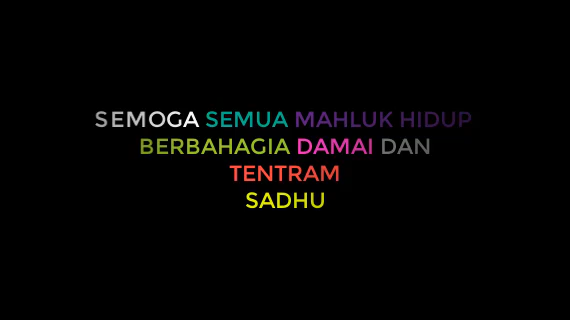 SEMOGA SEMUA MAHLUK HIDUP
BERBAHAGIA DAMAI DAN
TENTRAM
SADHU